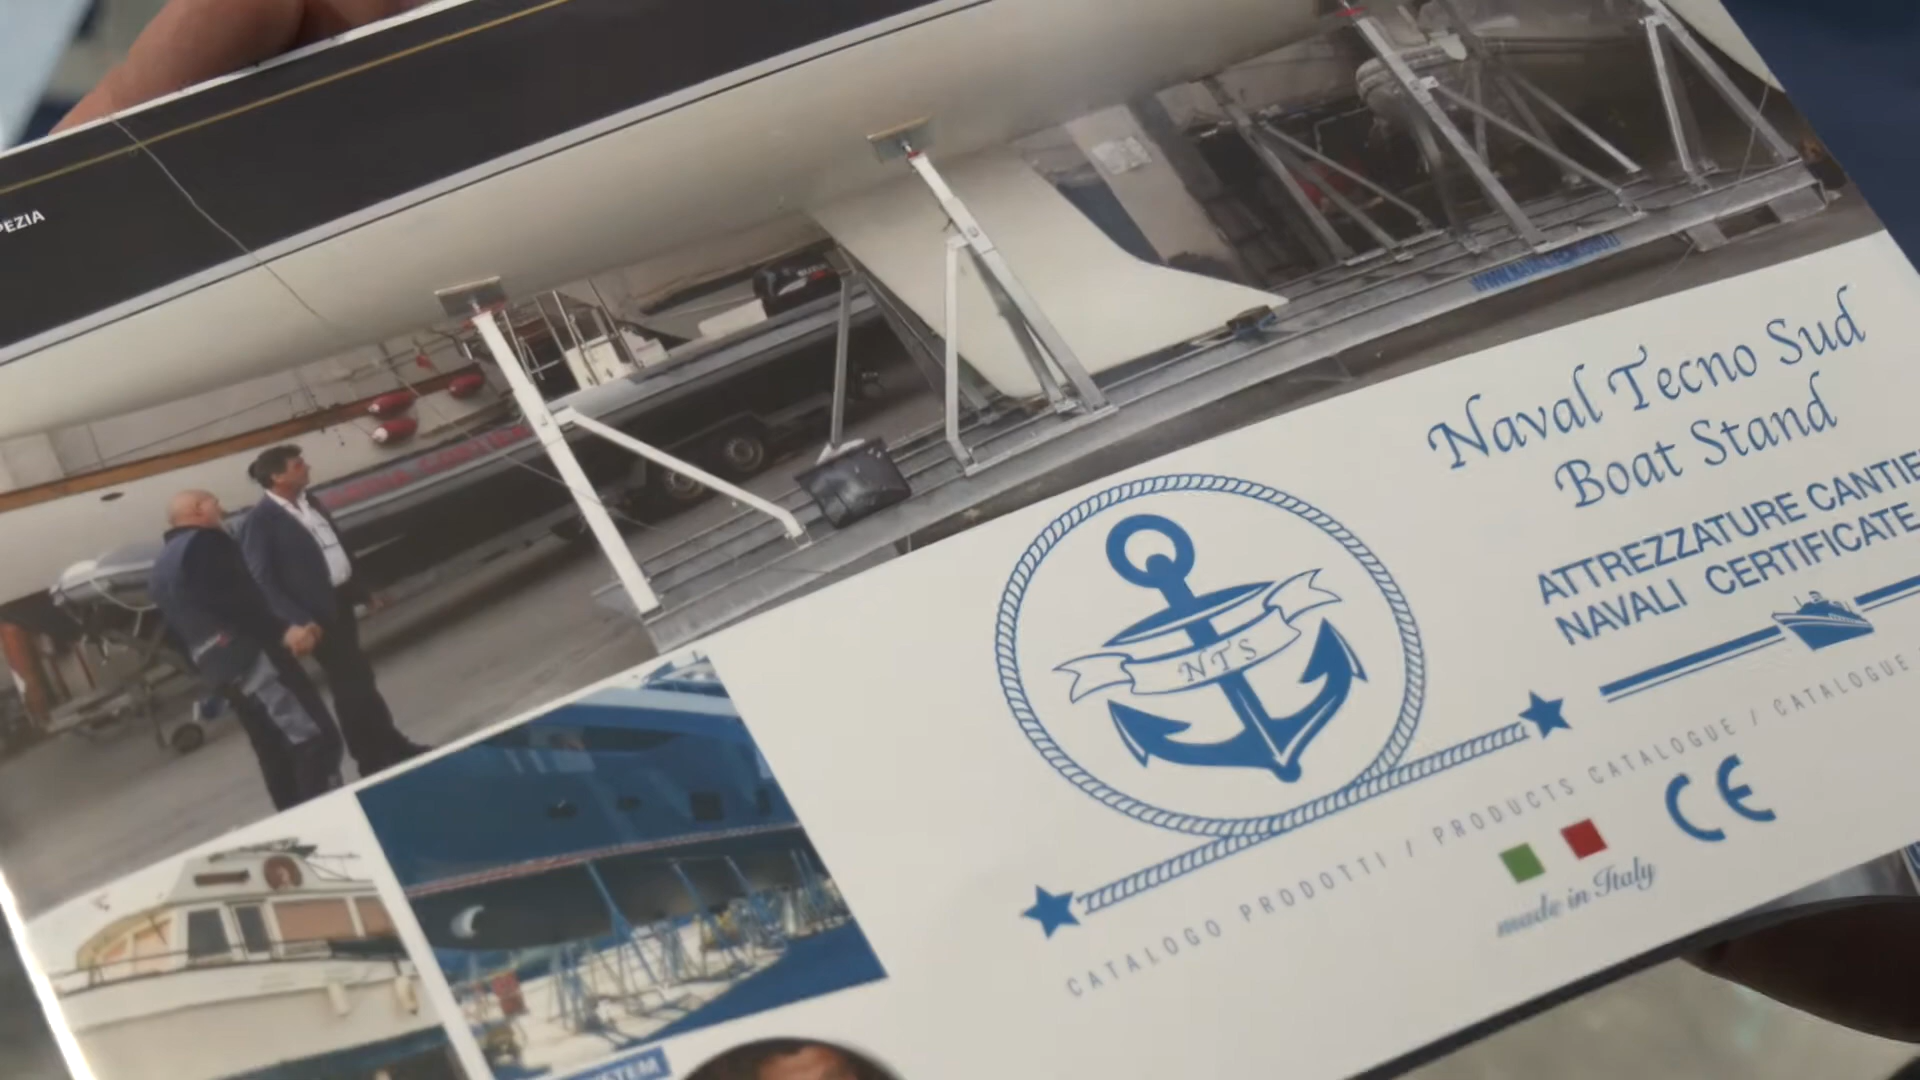 PEZIA
Naval Tecno Sud
Boat Stand
ATTREZZATURE CANTIE
NAVALI CERTIFICATE
NTS
CATALOGO PRODOTTI / PRODUCTS CATALOGUE / CATALOGUE
CE
made in Italy
STEM